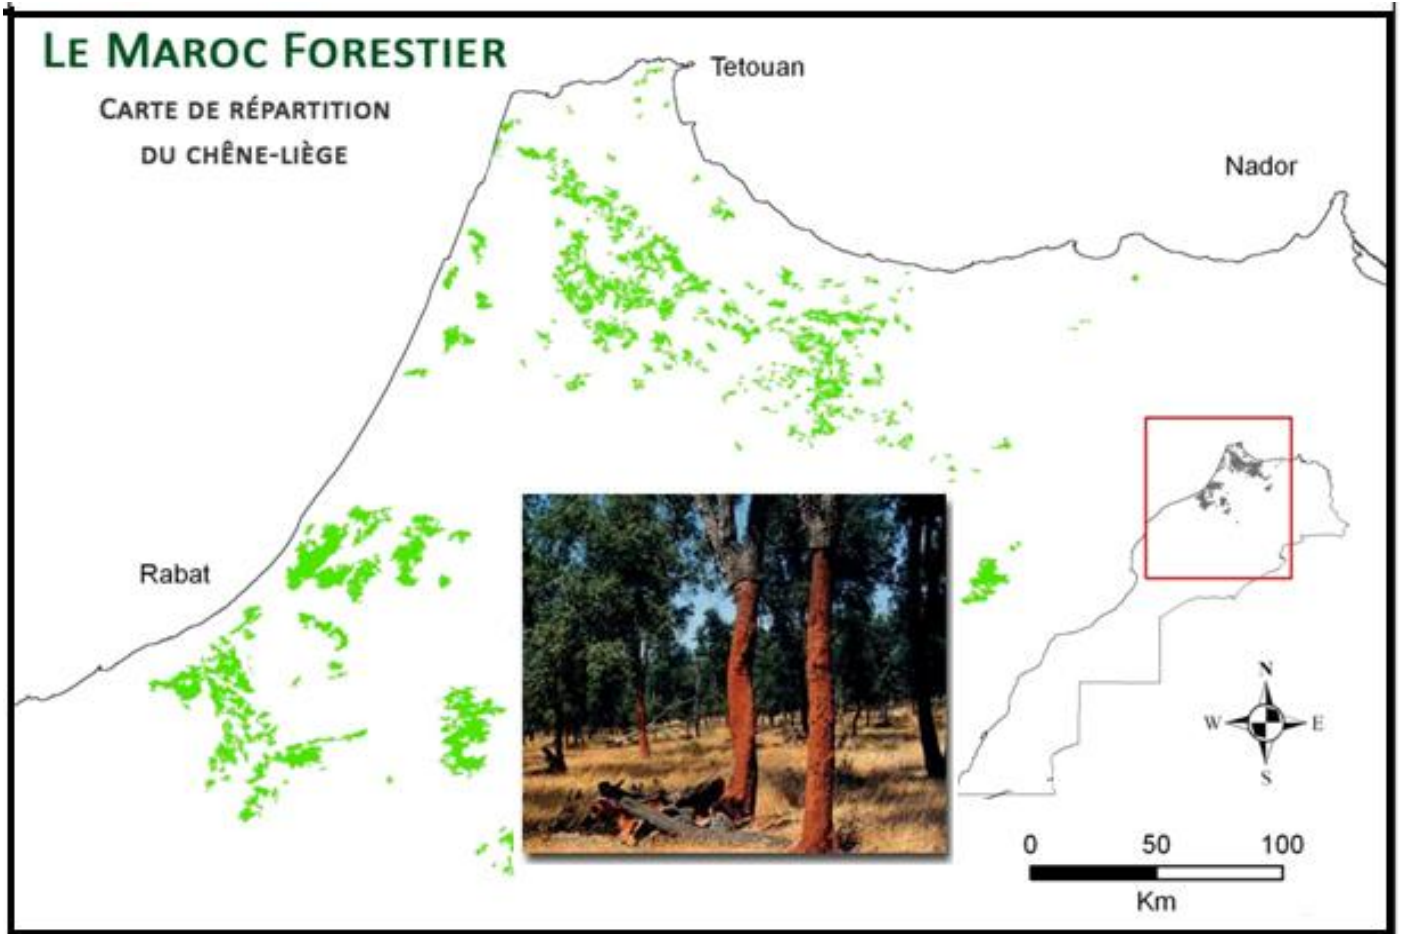 LE MAROC FORESTIER
CARTE DE RÉPARTITION
DU CHÊNE-LIÈGE
Tetouan
Nador
Rabat
N
W E
S
0 50 100
Km